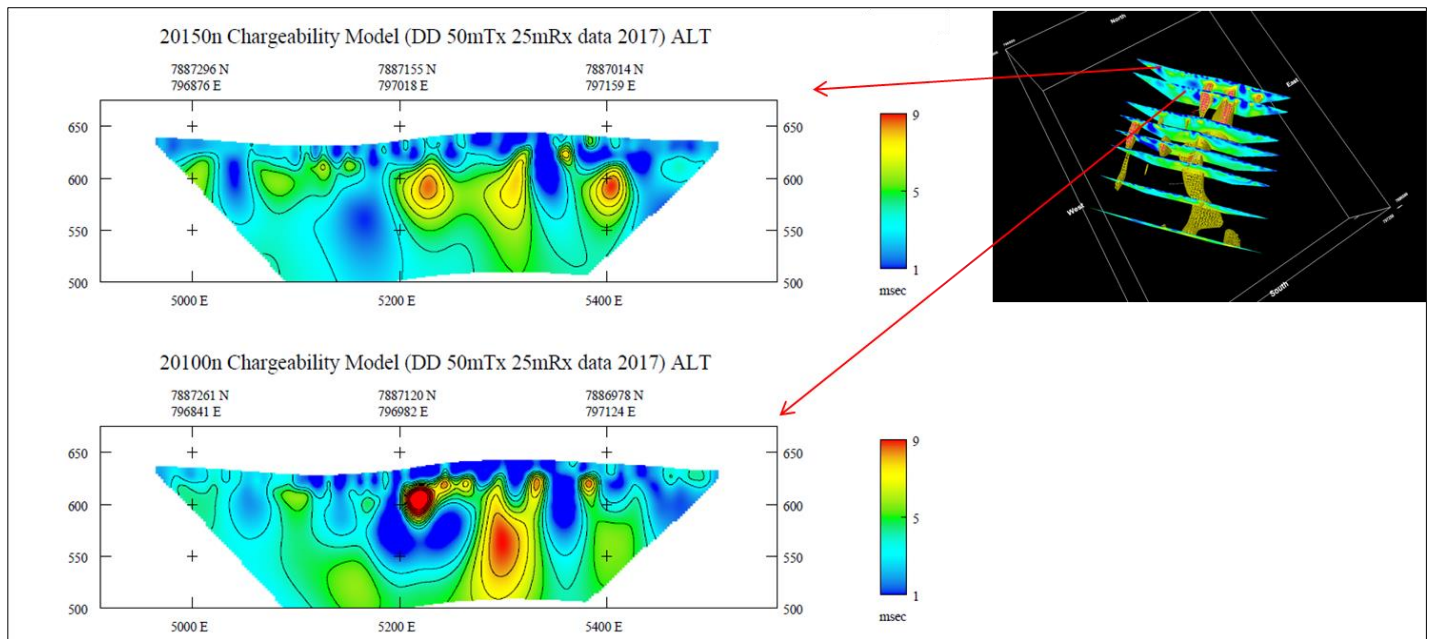 20150n Chargeability Model (DD 50mTx 25mRx data 2017) ALT
7887296 N 7887155 N 7887014 N
796876 E 797018 E 797159 E
650 650
600 600
550 550
500 500
5000 E 5200 E 5400 E
9
5
1
msec
20100n Chargeability Model (DD 50mTx 25mRx data 2017) ALT
7887261 N 7887120 N 7886978 N
796841 E 796982 E 797124 E
650 650
600 600
550 550
500 500
5000 E 5200 E 5400 E
9
5
1
msec
North
East
West
South